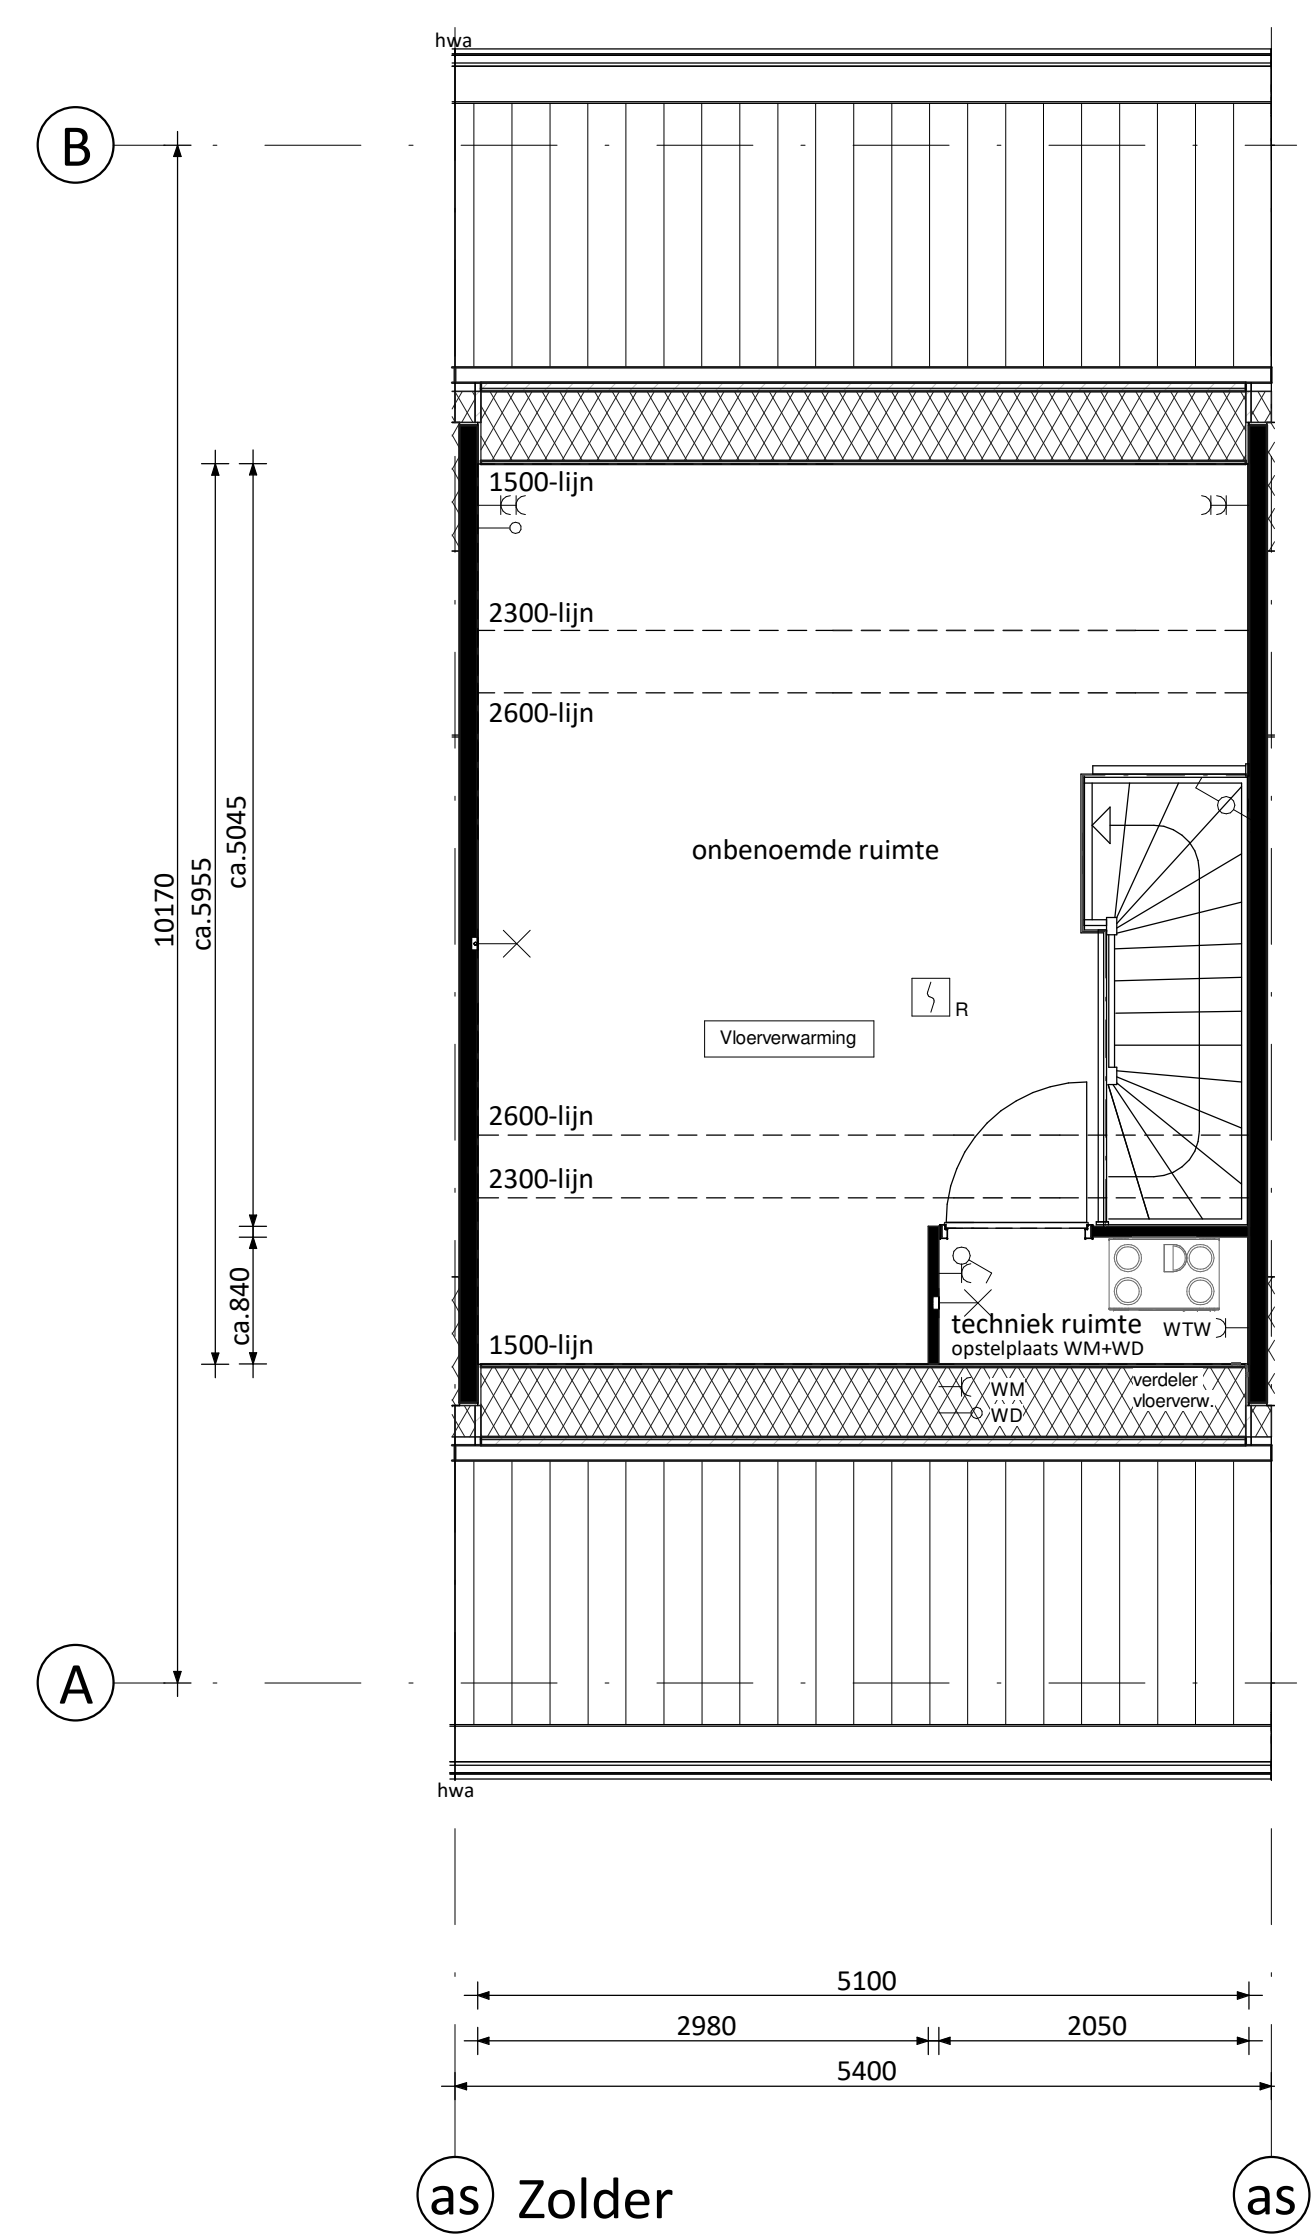 hwa
B
1500-lijn
2300-lijn
2600-lijn
onbenoemde ruimte
10170
ca.5955
ca.5045
R
Vloerverwarming
2600-lijn
2300-lijn
ca.840
techniek ruimte
WTW
opstelplaats WM+WD
1500-lijn
WM
WD
verdeler
vloerverw.
A
hwa
5100
2980
2050
5400
as
Zolder
as